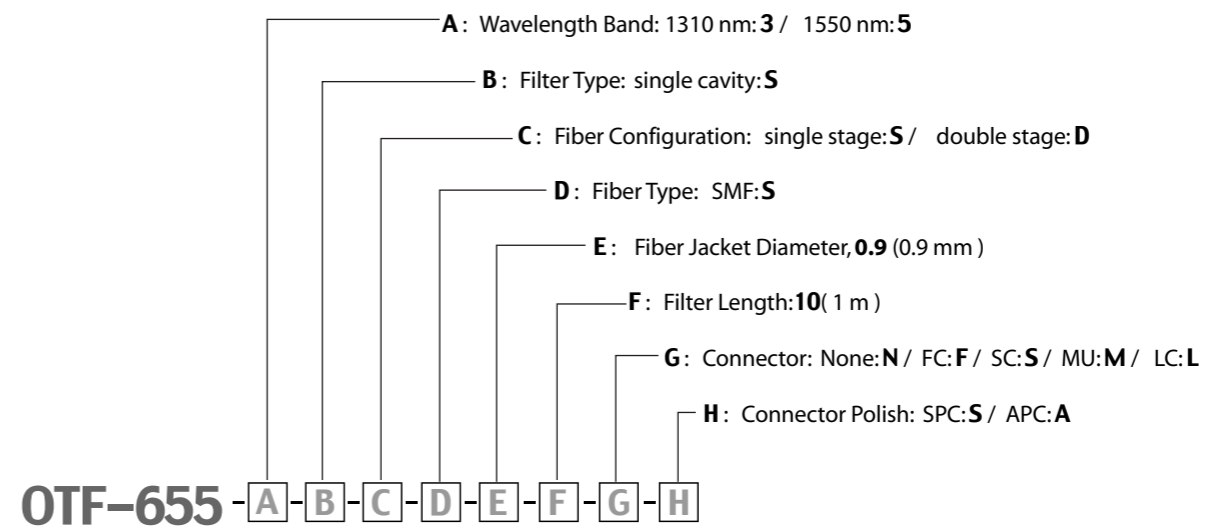 A: Wavelength Band: 1310 nm: 3 / 1550 nm: 5
B: Filter Type: single cavity: S
C: Fiber Configuration: single stage: S / double stage: D
D: Fiber Type: SMF: S
E: Fiber Jacket Diameter, 0.9 (0.9 mm )
F: Filter Length: 10( 1 m )
G: Connector: None: N / FC: F / SC: S / MU: M / LC: L
H: Connector Polish: SPC: S / APC: A
OTF-655 -A-B-C-D-E-F-G-H